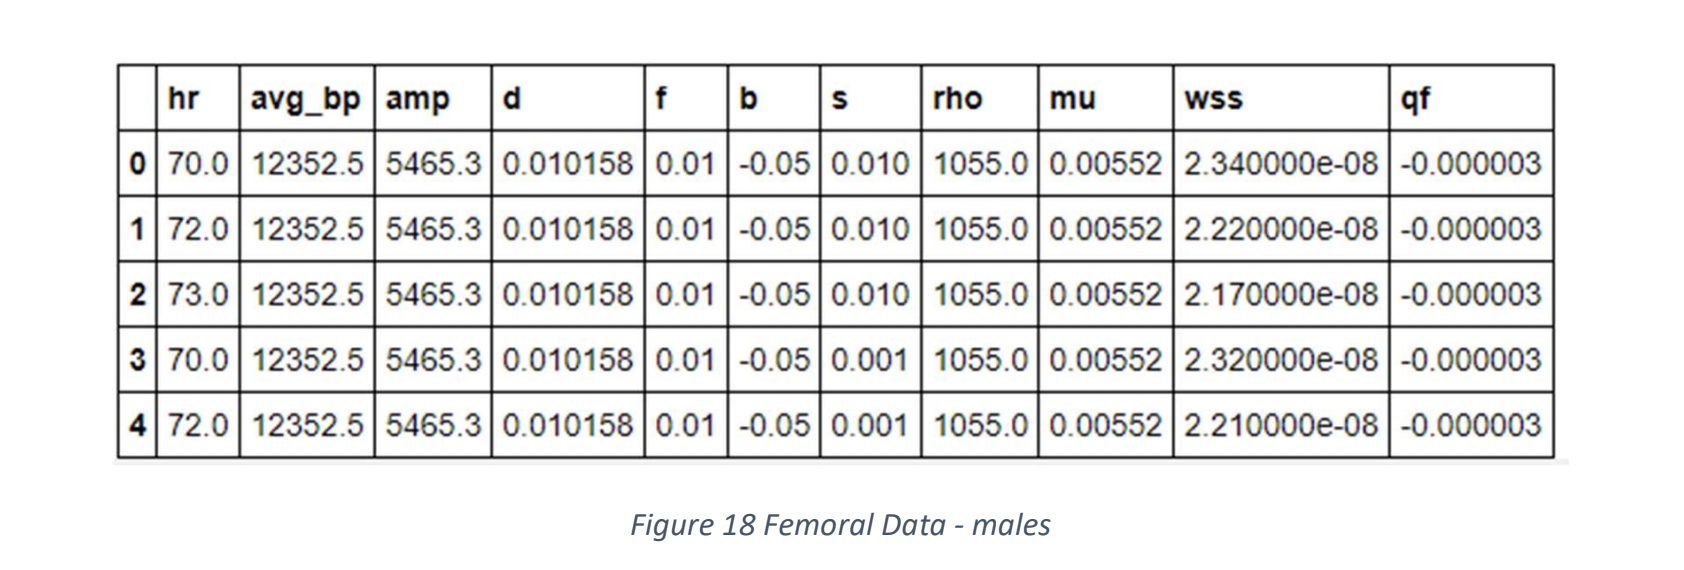 hr avg_bp amp d f b s rho mu wss qf
0 70.0 12352.5 5465.3 0.010158 0.01 -0.05 0.010 1055.0 0.00552 2.340000e-08 -0.000003
1 72.0 12352.5 5465.3 0.010158 0.01 -0.05 0.010 1055.0 0.00552 2.220000e-08 -0.000003
2 73.0 12352.5 5465.3 0.010158 0.01 -0.05 0.010 1055.0 0.00552 2.170000e-08 -0.000003
3 70.0 12352.5 5465.3 0.010158 0.01 -0.05 0.001 1055.0 0.00552 2.320000e-08 -0.000003
4 72.0 12352.5 5465.3 0.010158 0.01 -0.05 0.001 1055.0 0.00552 2.210000e-08 -0.000003
Figure 18 Femoral Data - males